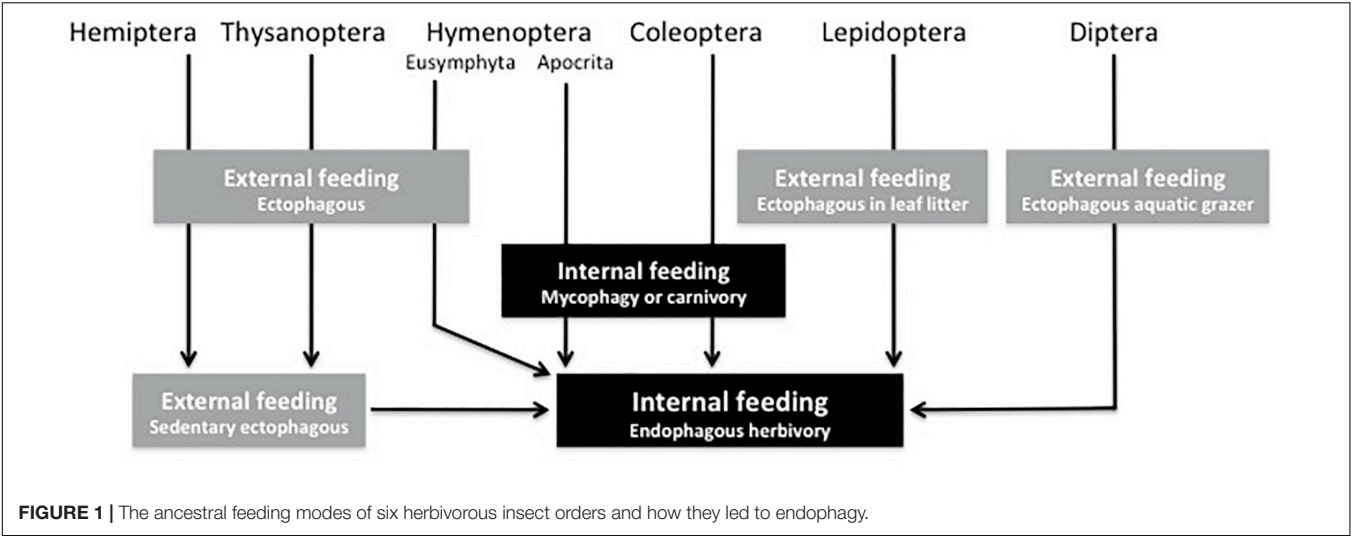 Hemiptera Thysanoptera Hymenoptera Coleoptera Lepidoptera Diptera
Eusymphyta Apocrita
External feeding
Ectophagous
External feeding
Ectophagous in leaf litter
External feeding
Ectophagous aquatic grazer
Internal feeding
Mycophagy or carnivory
External feeding
Sedentary ectophagous
Internal feeding
Endophagous herbivory
FIGURE 1 | The ancestral feeding modes of six herbivorous insect orders and how they led to endophagy.